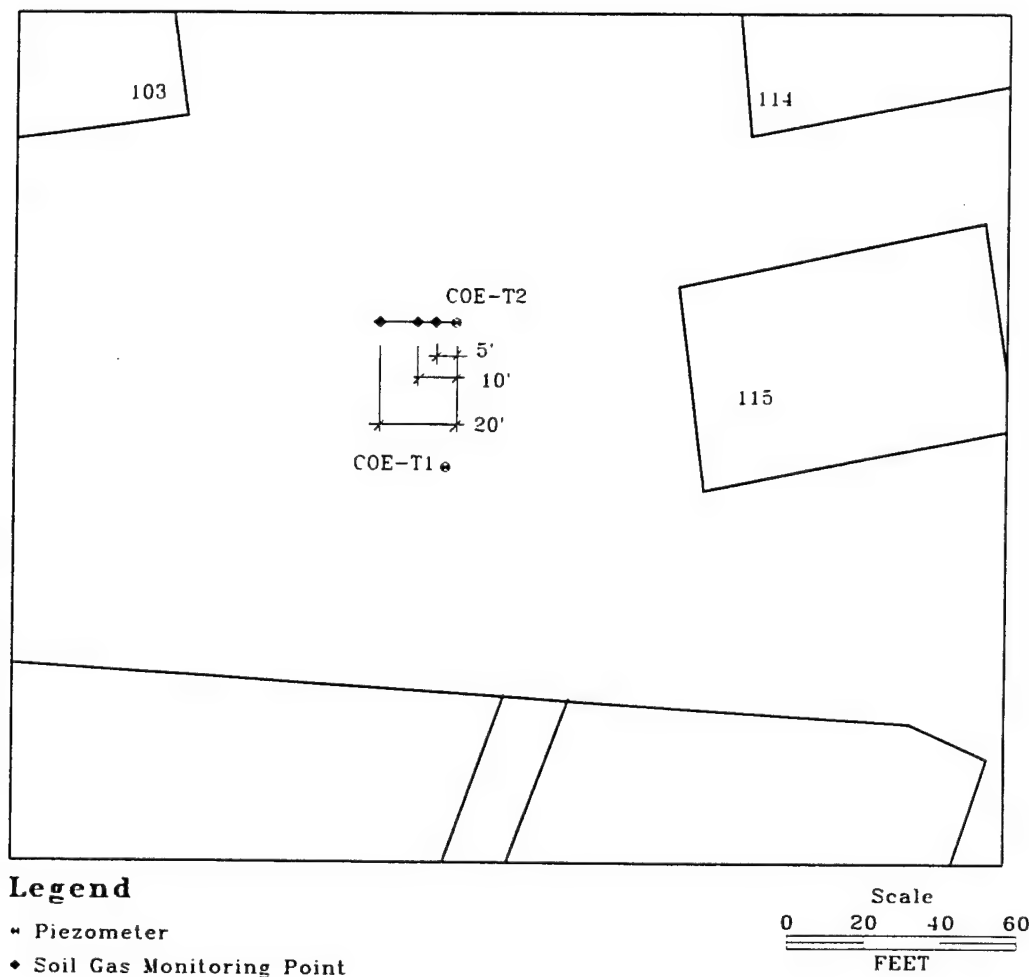 103
114
COE-T2
5'
10'
115
20'
COE-T1
Legend
Piezometer
Soil Gas Monitoring Point
Scale
0 20 40 60
FEET